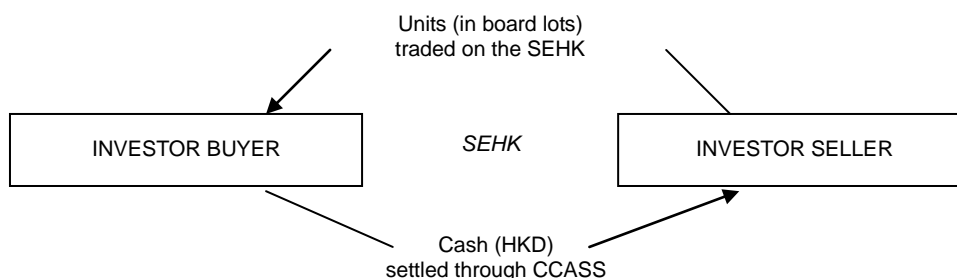 Units (in board lots)
traded on the SEHK
INVESTOR BUYER
SEHK
INVESTOR SELLER
Cash (HKD)
settled through CCASS